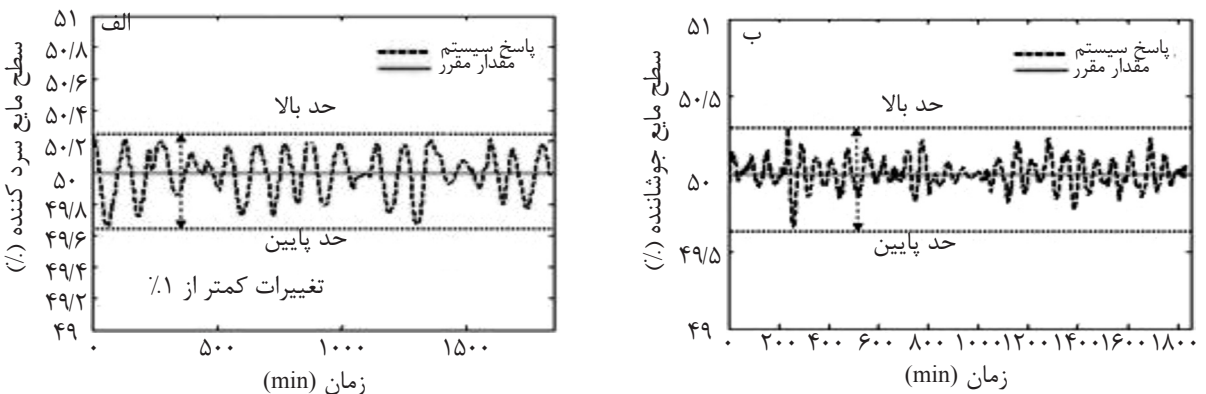 الف
پاسخ سیستم
مقدار مقرر
حد بالا
حد پایین
تغییرات کمتر از ۱٪
سطح مایع سرد کننده (٪)
۵۱
۵۰/۸
۵۰/۶
۵۰/۴
۵۰/۲
۵۰
۴۹/۸
۴۹/۶
۴۹/۴
۴۹/۲
۴۹
۰ ۵۰۰ ۱۰۰۰ ۱۵۰۰
زمان (min)
ب
پاسخ سیستم
مقدار مقرر
حد بالا
حد پایین
سطح مایع جوشاننده (٪)
۵۱
۵۰/۵
۵۰
۴۹/۵
۴۹
۰ ۲۰۰ ۴۰۰ ۶۰۰ ۸۰۰ ۱۰۰۰ ۱۲۰۰ ۱۴۰۰ ۱۶۰۰ ۱۸۰۰
زمان (min)